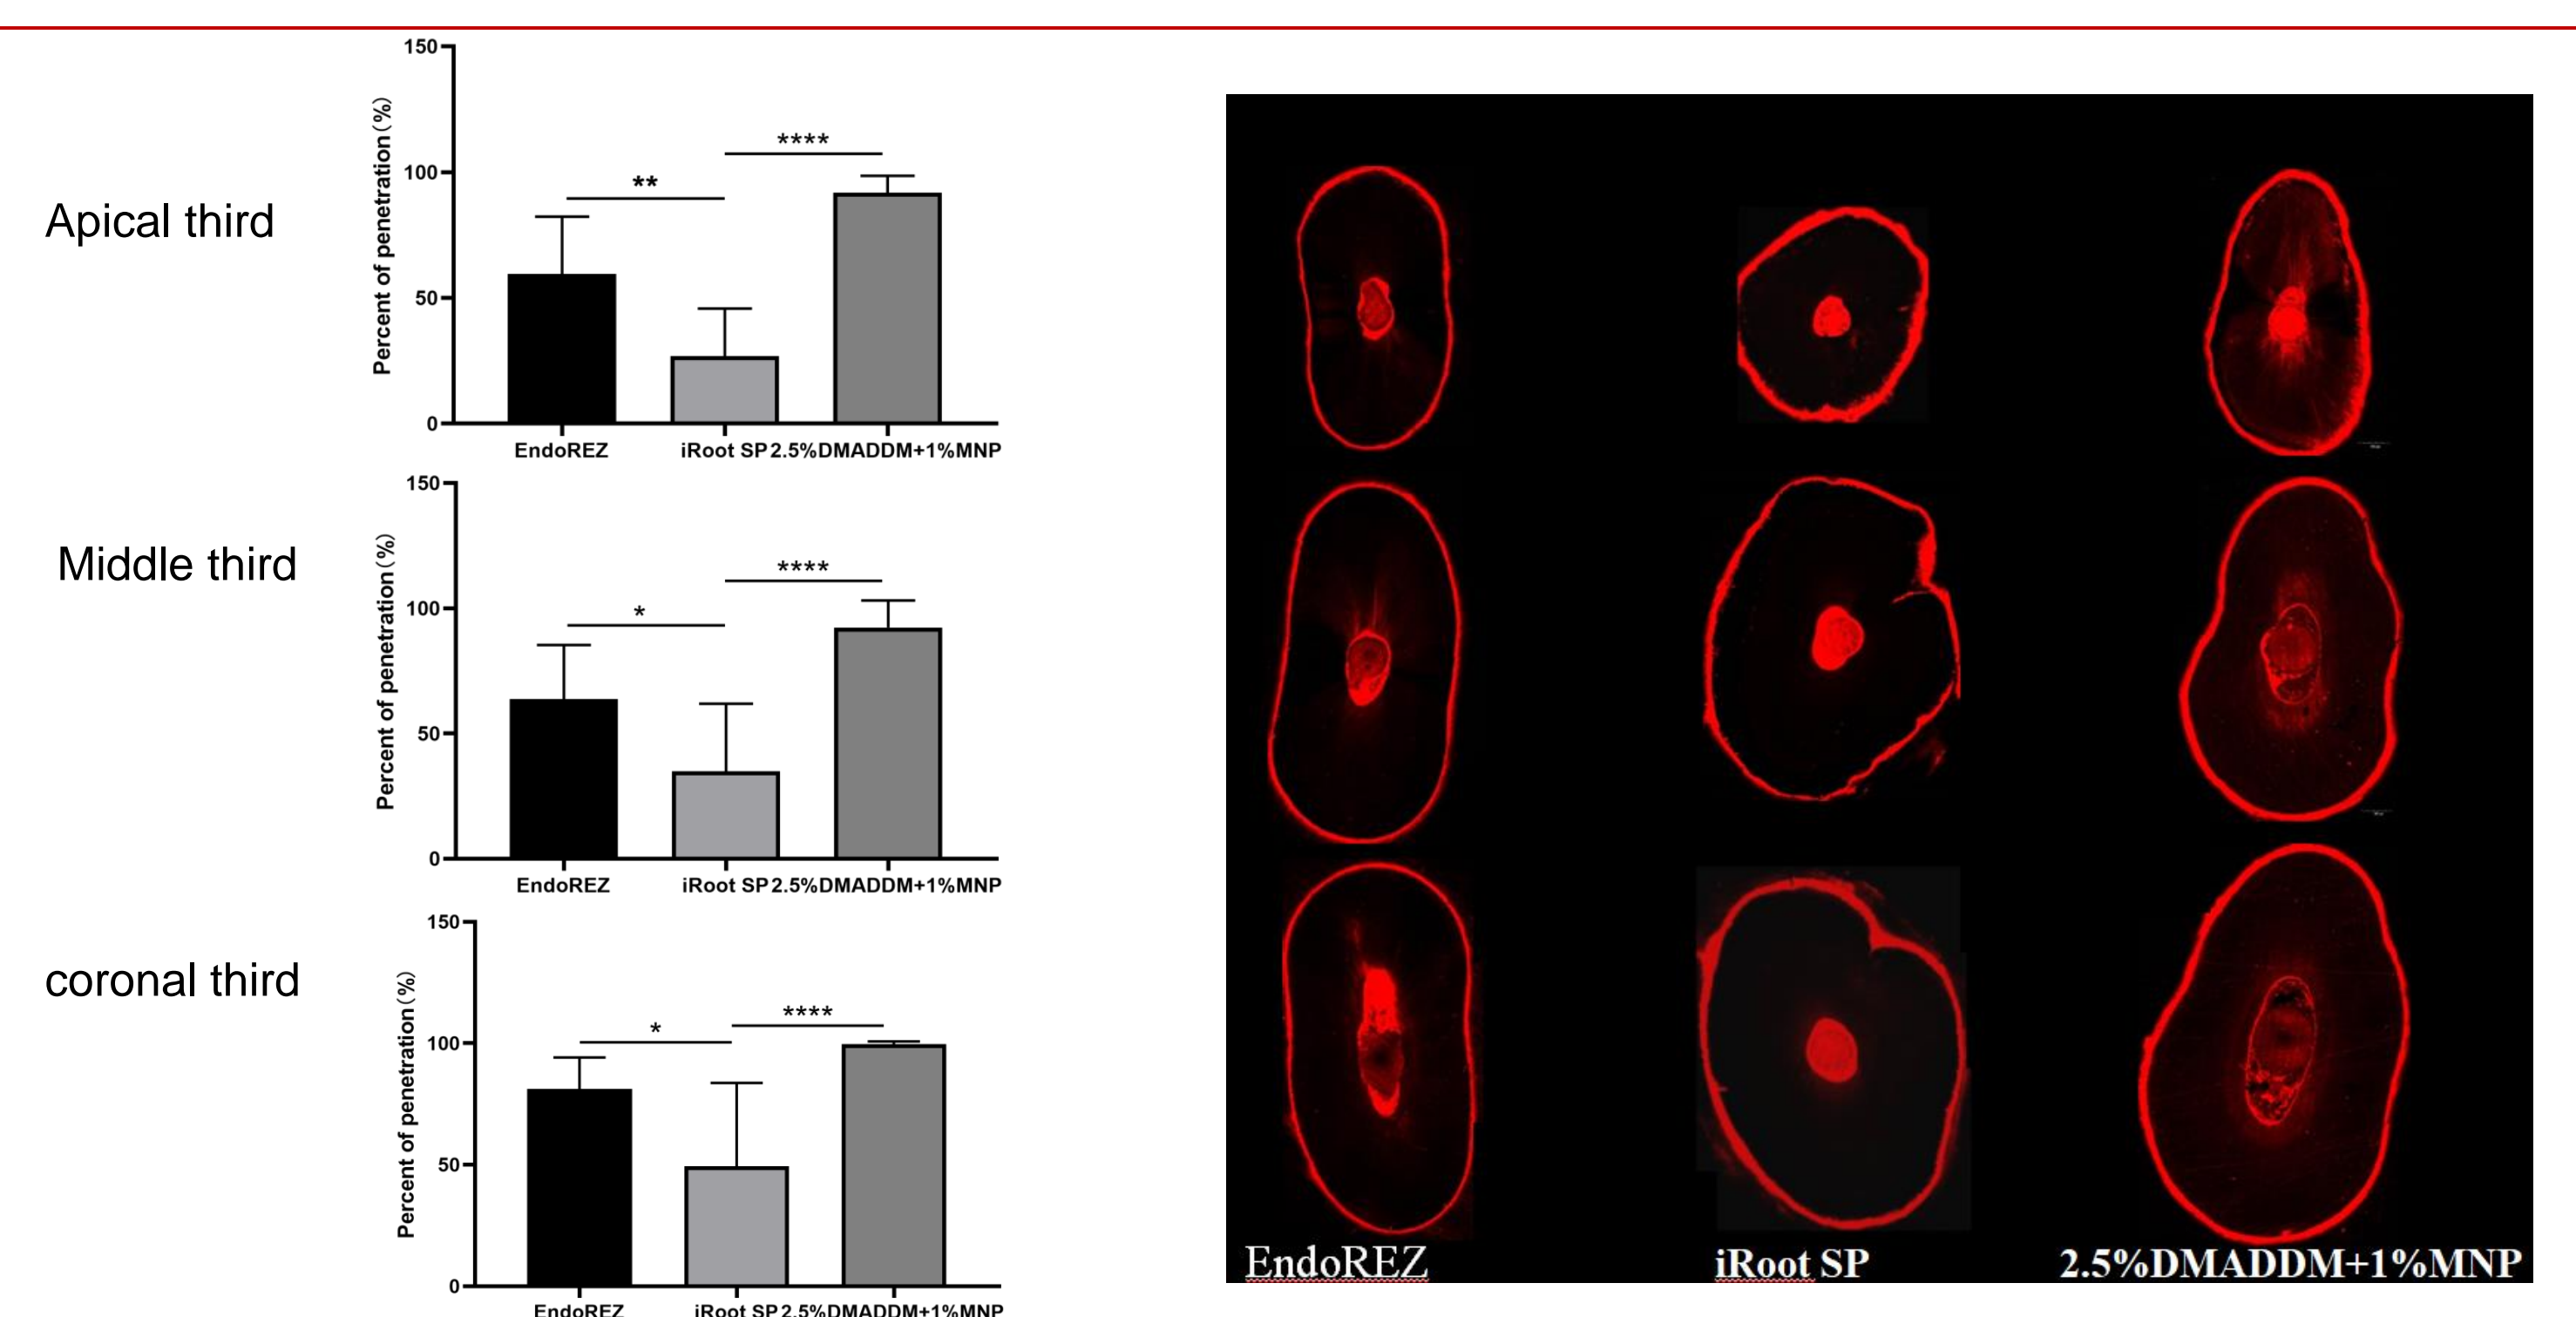 Apical third
Percent of penetration(%)
150
100
50
0
**
****
EndoREZ
iRoot SP
2.5%DMADDM+1%MNP
Middle third
Percent of penetration(%)
150
100
50
0
*
****
EndoREZ
iRoot SP
2.5%DMADDM+1%MNP
coronal third
Percent of penetration(%)
150
100
50
0
*
****
EndoREZ
iRoot SP
2.5%DMADDM+1%MNP
EndoREZ
iRoot SP
2.5%DMADDM+1%MNP